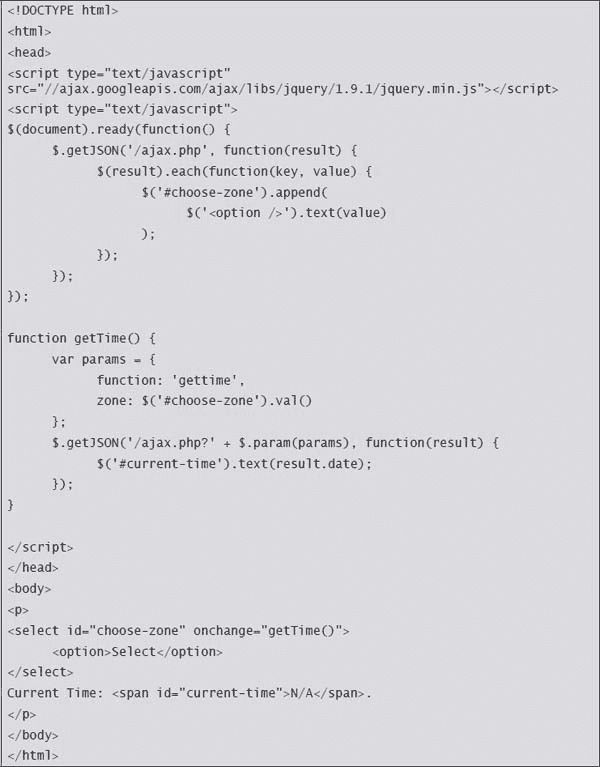 <!DOCTYPE html>
<html>
<head>
<script type="text/javascript"
src="//ajax.googleapis.com/ajax/libs/jquery/1.9.1/jquery.min.js"></script>
<script type="text/javascript">
$(document).ready(function() {
      $.getJSON('/ajax.php', function(result) {
            $(result).each(function(key, value) {
                  $('#choose-zone').append(
                        $('<option />').text(value)
                  );
            });
      });
});

function getTime() {
      var params = {
            function: 'gettime',
            zone: $('#choose-zone').val()
      };
      $.getJSON('/ajax.php?' + $.param(params), function(result) {
            $('#current-time').text(result.date);
      });
}

</script>
</head>
<body>
<p>
<select id="choose-zone" onchange="getTime()">
      <option>Select</option>
</select>
Current Time: <span id="current-time">N/A</span>.
</p>
</body>
</html>